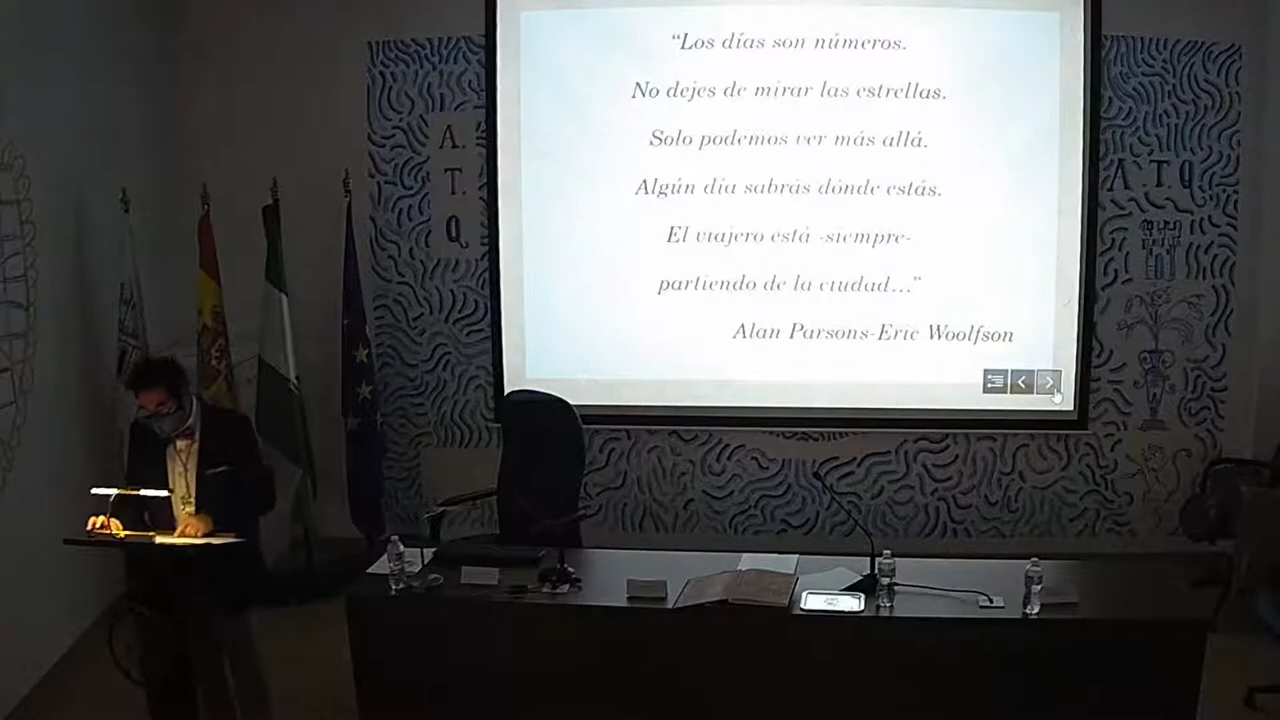 “Los días son números.
No dejes de mirar las estrellas.
Solo podemos ver más allá.
Algún día sabrás dónde estás.
El viajero está -siempre-
partiendo de la ciudad...”
Alan Parsons-Eric Woolfson
A.
T.
Q
A.T.Q